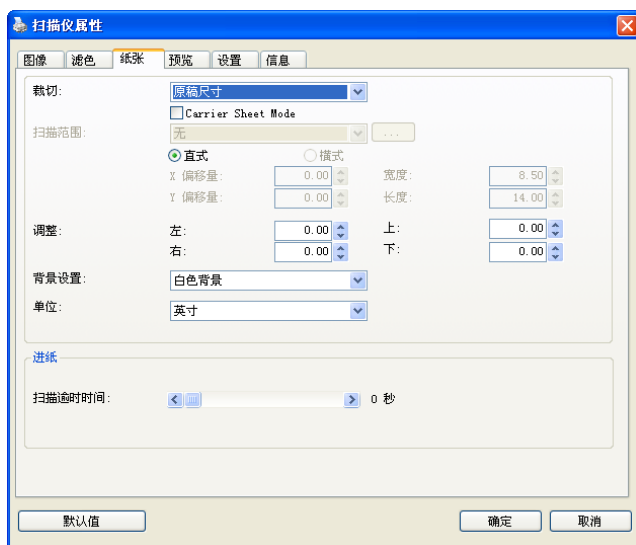 扫描仪属性
图像 滤色 纸张 预览 设置 信息
裁切: 原稿尺寸
Carrier Sheet Mode
扫描范围: 无 ...
直式 横式
X 偏移量: 0.00 宽度: 8.50
Y 偏移量: 0.00 长度: 14.00
调整: 左: 0.00 上: 0.00
右: 0.00 下: 0.00
背景设置: 白色背景
单位: 英寸
进纸
扫描逾时时间: 0 秒
默认值 确定 取消